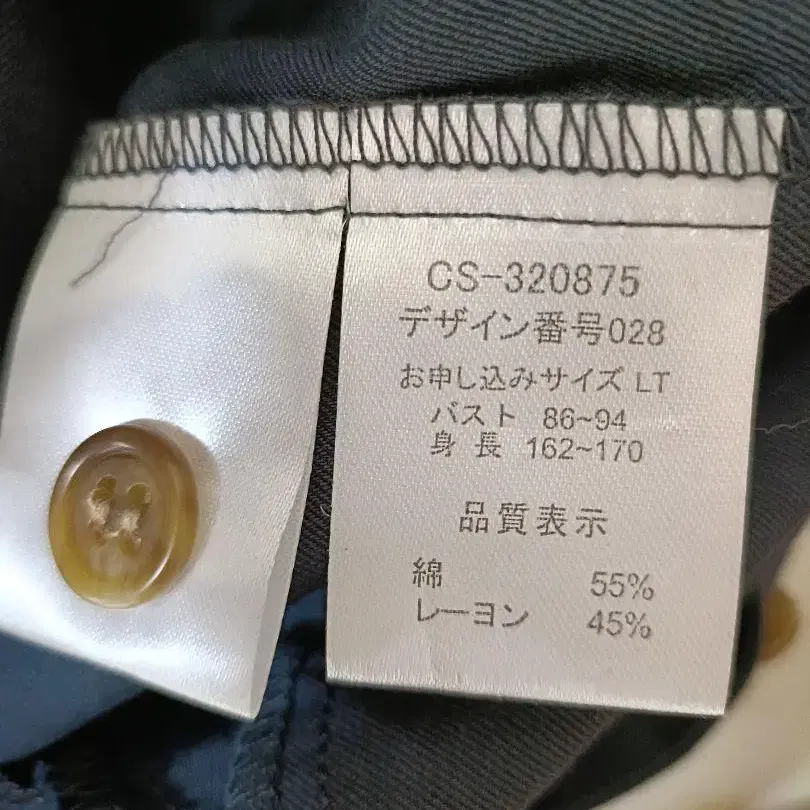 CS-320875
デザイン番号028
お申し込みサイズ LT
バスト 86~94
身 長 162~170
品質表示
綿 55%
レーヨン 45%